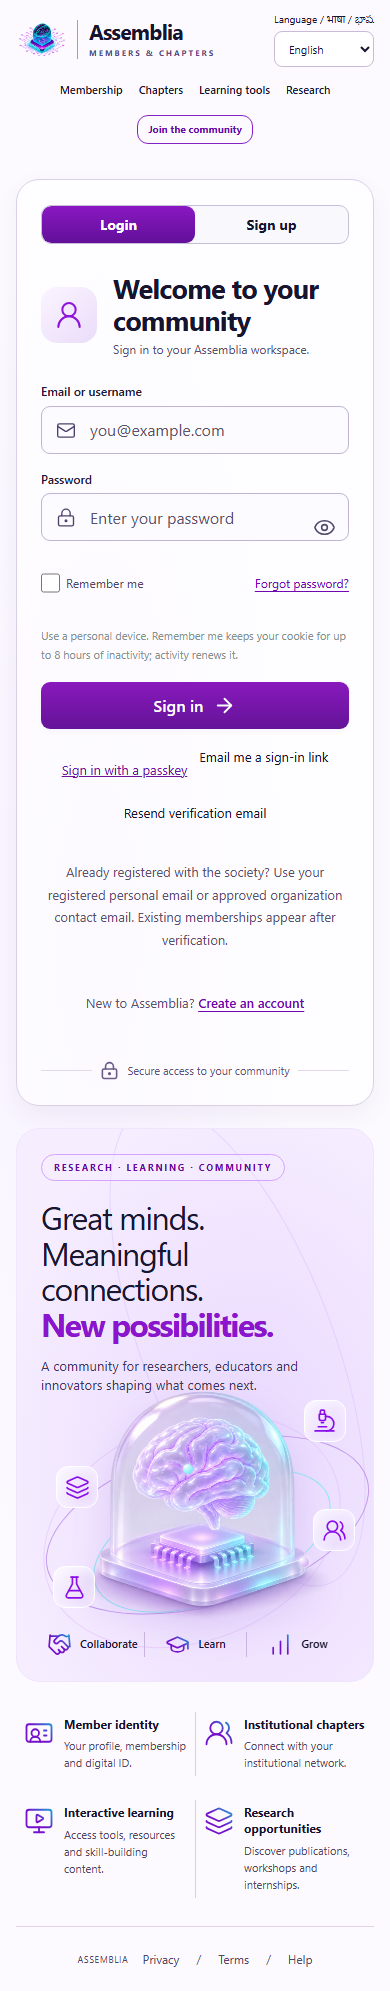 Assemblia
MEMBERS & CHAPTERS
Language / भाषा / భాష
English
Membership Chapters Learning tools Research
Join the community
Login Sign up
Welcome to your
community
Sign in to your Assemblia workspace.
Email or username
you@example.com
Password
Enter your password
Remember me Forgot password?
Use a personal device. Remember me keeps your cookie for up
to 8 hours of inactivity; activity renews it.
Sign in
Sign in with a passkey Email me a sign-in link
Resend verification email
Already registered with the society? Use your
registered personal email or approved organization
contact email. Existing memberships appear after
verification.
New to Assemblia? Create an account
Secure access to your community
RESEARCH · LEARNING · COMMUNITY
Great minds.
Meaningful
connections.
New possibilities.
A community for researchers, educators and
innovators shaping what comes next.
Collaborate Learn Grow
Member identity
Your profile, membership
and digital ID.
Institutional chapters
Connect with your
institutional network.
Interactive learning
Access tools, resources
and skill-building
content.
Research
opportunities
Discover publications,
workshops and
internships.
ASSEMBLIA Privacy / Terms / Help